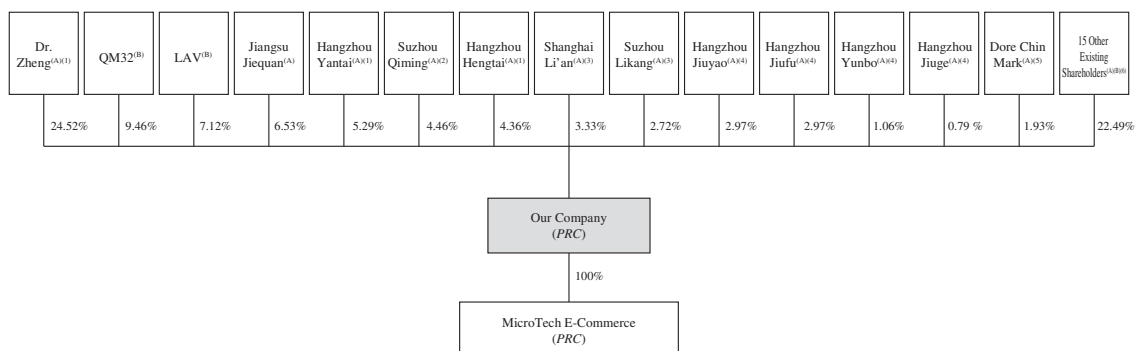 Dr.
Zheng(A)(1)
QM32(B)
LAV(B)
Jiangsu
Jiequan(A)
Hangzhou
Yantai(A)(1)
Suzhou
Qiming(A)(2)
Hangzhou
Hengtai(A)(1)
Shanghai
Li'an(A)(3)
Suzhou
Likang(A)(3)
Hangzhou
Jiuyao(A)(4)
Hangzhou
Jiufu(A)(4)
Hangzhou
Yunbo(A)(4)
Hangzhou
Jiuge(A)(4)
Dore Chin
Mark(A)(5)
15 Other
Existing
Shareholders(A)(B)(6)
24.52%
9.46%
7.12%
6.53%
5.29%
4.46%
4.36%
3.33%
2.72%
2.97%
2.97%
1.06%
0.79 %
1.93%
22.49%
Our Company
(PRC)
100%
MicroTech E-Commerce
(PRC)